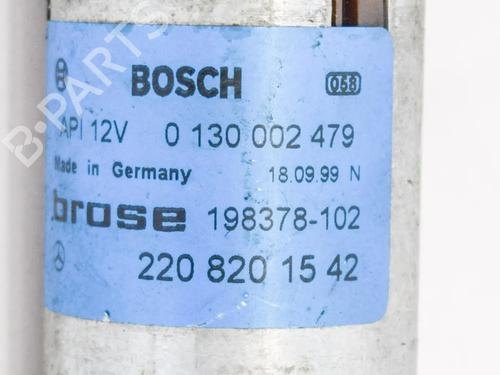 BOSCH 058
API 12V 0 130 002 479
Made in Germany 18.09.99 N
brose 198378-102
220 820 15 42
B-PARTS